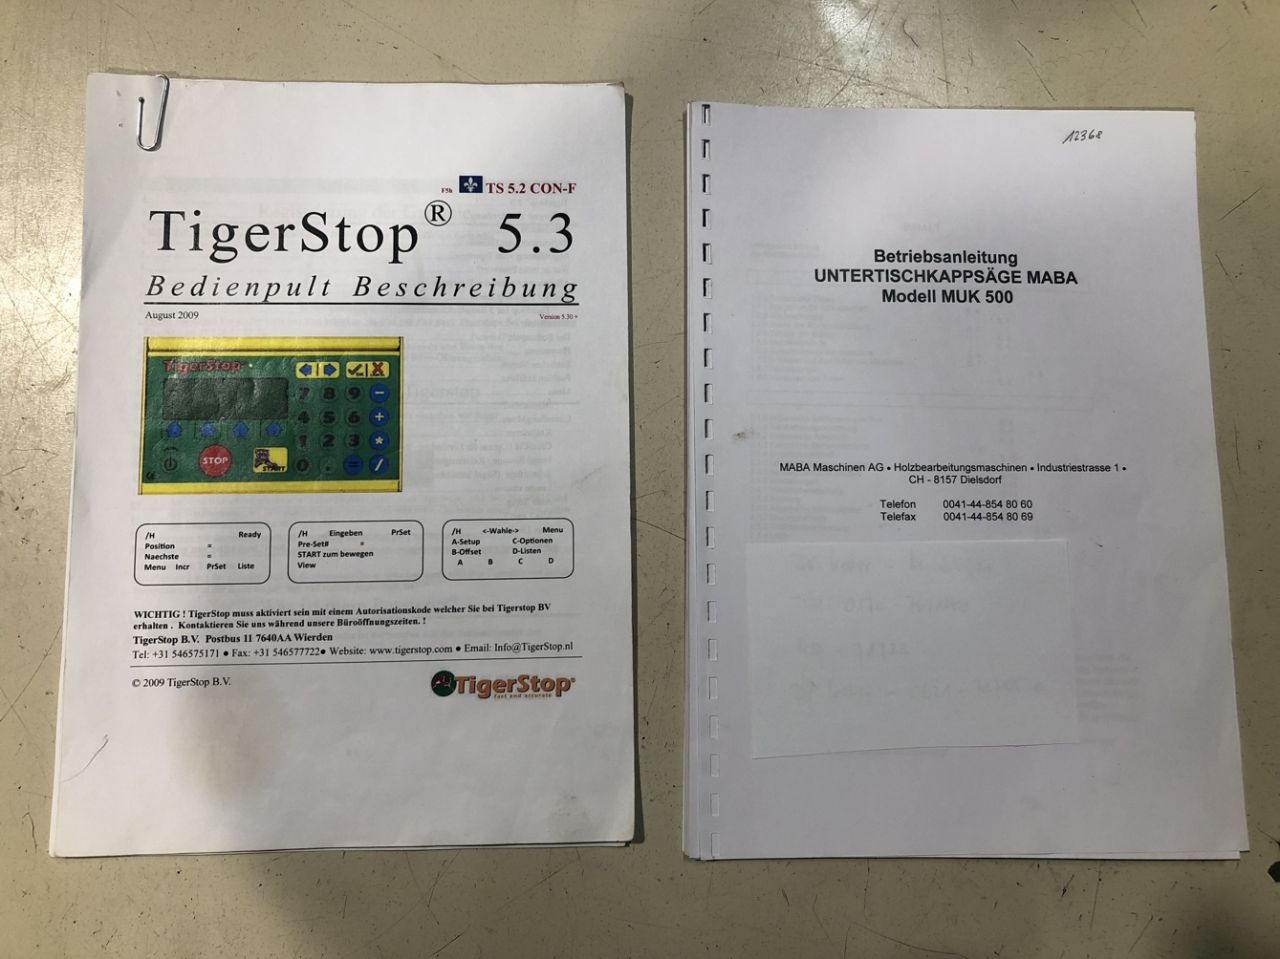 F5h TS 5.2 CON-F
TigerStop® 5.3
Bedienpult Beschreibung
August 2009 Version 5.30 +
TigerStop
7 8 9 -
4 5 6 +
1 2 3 *
STOP START 0 . = /
/H Ready
Position =
Naechste =
Menu Incr PrSet Liste
/H Eingeben PrSet
Pre-Set# =
START zum bewegen
View
/H <-Wahle-> Menu
A-Setup C-Optionen
B-Offset D-Listen
A B C D
WICHTIG ! TigerStop muss aktiviert sein mit einem Autorisationskode welcher Sie bei Tigerstop BV
erhalten . Kontaktieren Sie uns während unsere Büroöffnungszeiten. !
TigerStop B.V. Postbus 11 7640AA Wierden
Tel: +31 546575171 ● Fax: +31 546577722● Website: www.tigerstop.com ● Email: Info@TigerStop.nl
© 2009 TigerStop B.V.
TigerStop®
fast and accurate
12368
Betriebsanleitung
UNTERTISCHKAPPSÄGE MABA
Modell MUK 500
MABA Maschinen AG • Holzbearbeitungsmaschinen • Industriestrasse 1 •
CH - 8157 Dielsdorf
Telefon 0041-44-854 80 60
Telefax 0041-44-854 80 69